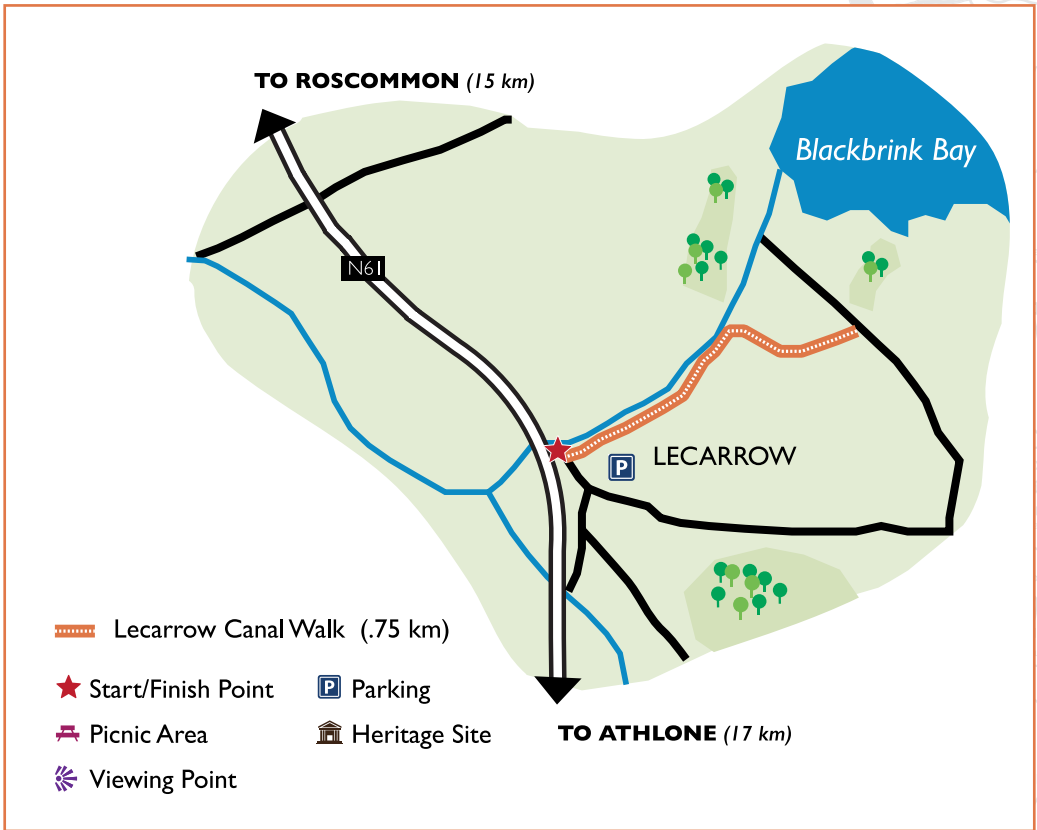 TO ROSCOMMON (15 km)
Blackbrink Bay
N61
P LECARROW
Lecarrow Canal Walk (.75 km)
Start/Finish Point
P Parking
Picnic Area
Heritage Site
TO ATHLONE (17 km)
Viewing Point